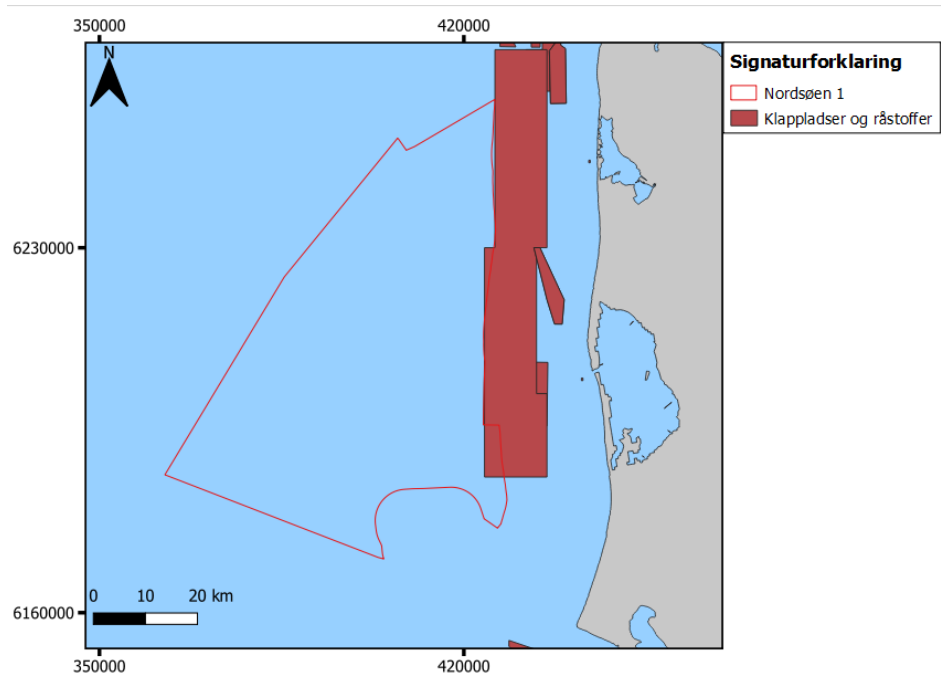 350000
420000
N
Signaturforklaring
Nordsøen 1
Klappladser og råstoffer
6230000
0 10 20 km
6160000
350000
420000